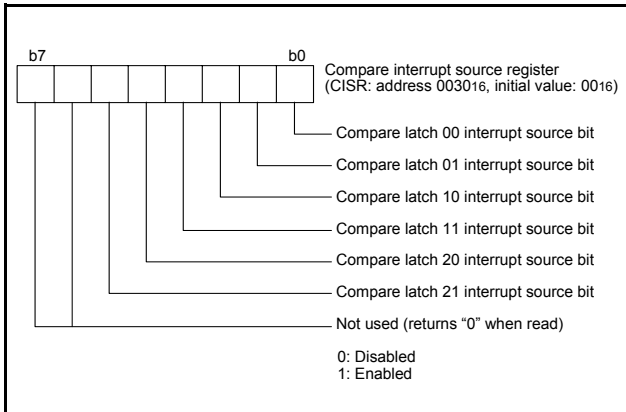 b7 b0
Compare interrupt source register
(CISR: address 003016, initial value: 0016)
Compare latch 00 interrupt source bit
Compare latch 01 interrupt source bit
Compare latch 10 interrupt source bit
Compare latch 11 interrupt source bit
Compare latch 20 interrupt source bit
Compare latch 21 interrupt source bit
Not used (returns “0” when read)
0: Disabled
1: Enabled